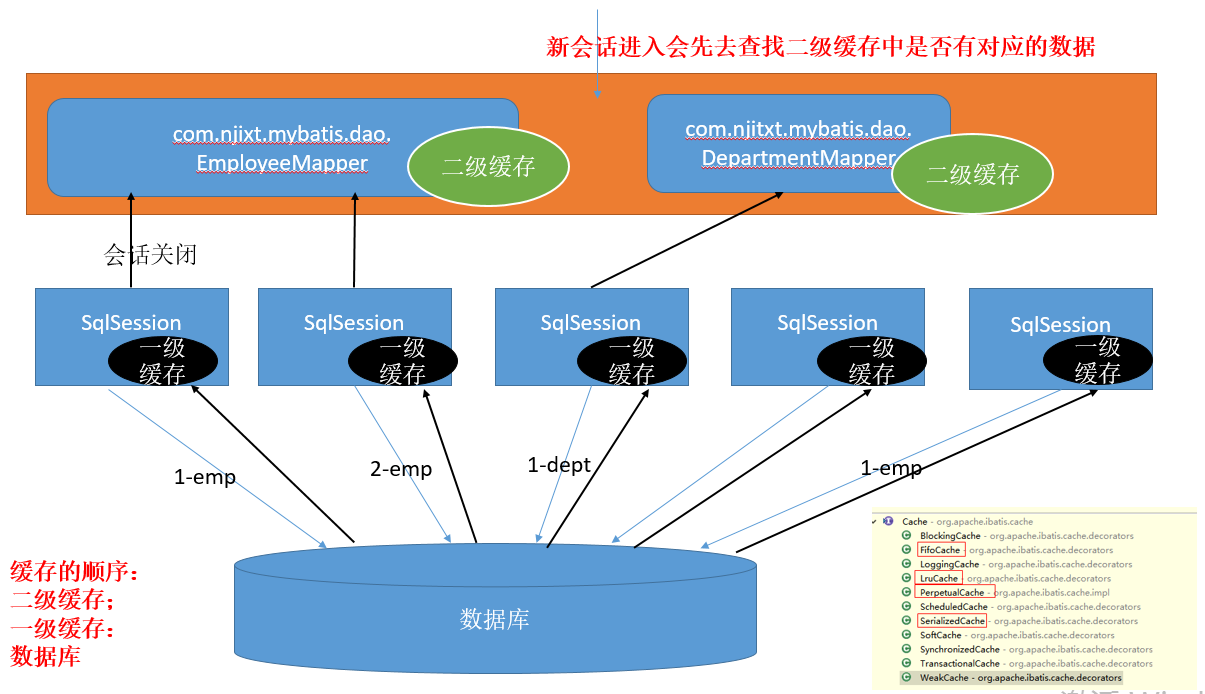 新会话进入会先去查找二级缓存中是否有对应的数据
com.njixt.mybatis.dao.
EmployeeMapper
二级缓存
com.njitxt.mybatis.dao.
DepartmentMapper
二级缓存
会话关闭
SqlSession
一级
缓存
SqlSession
一级
缓存
SqlSession
一级
缓存
SqlSession
一级
缓存
SqlSession
一级
缓存
1-emp
2-emp
1-dept
1-emp
数据库
缓存的顺序：
二级缓存；
一级缓存：
数据库
Cache - org.apache.ibatis.cache
BlockingCache - org.apache.ibatis.cache.decorators
FifoCache - org.apache.ibatis.cache.decorators
LoggingCache - org.apache.ibatis.cache.decorators
LruCache - org.apache.ibatis.cache.decorators
PerpetualCache - org.apache.ibatis.cache.impl
ScheduledCache - org.apache.ibatis.cache.decorators
SerializedCache - org.apache.ibatis.cache.decorators
SoftCache - org.apache.ibatis.cache.decorators
SynchronizedCache - org.apache.ibatis.cache.decorators
TransactionalCache - org.apache.ibatis.cache.decorators
WeakCache - org.apache.ibatis.cache.decorators